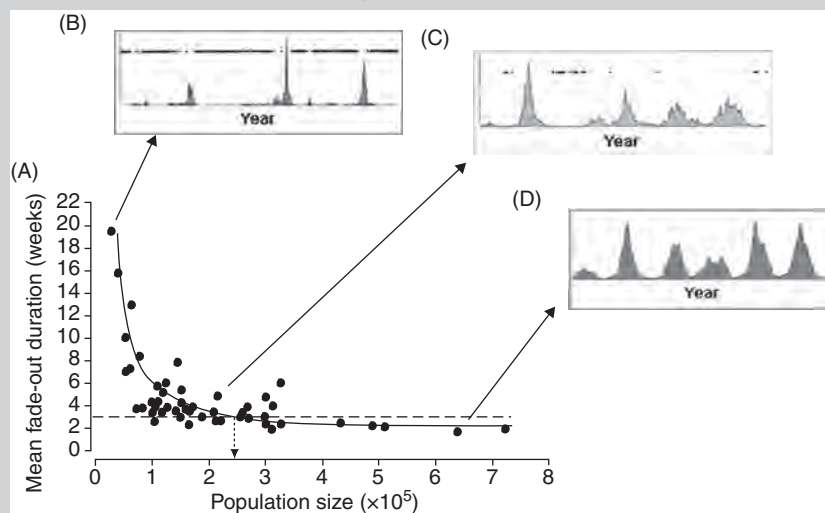 (B)
Year
(C)
Year
(D)
Year
(A)
Mean fade-out duration (weeks)
22
20
18
16
14
12
10
8
6
4
2
0
0 1 2 3 4 5 6 7 8
Population size (×10⁵)